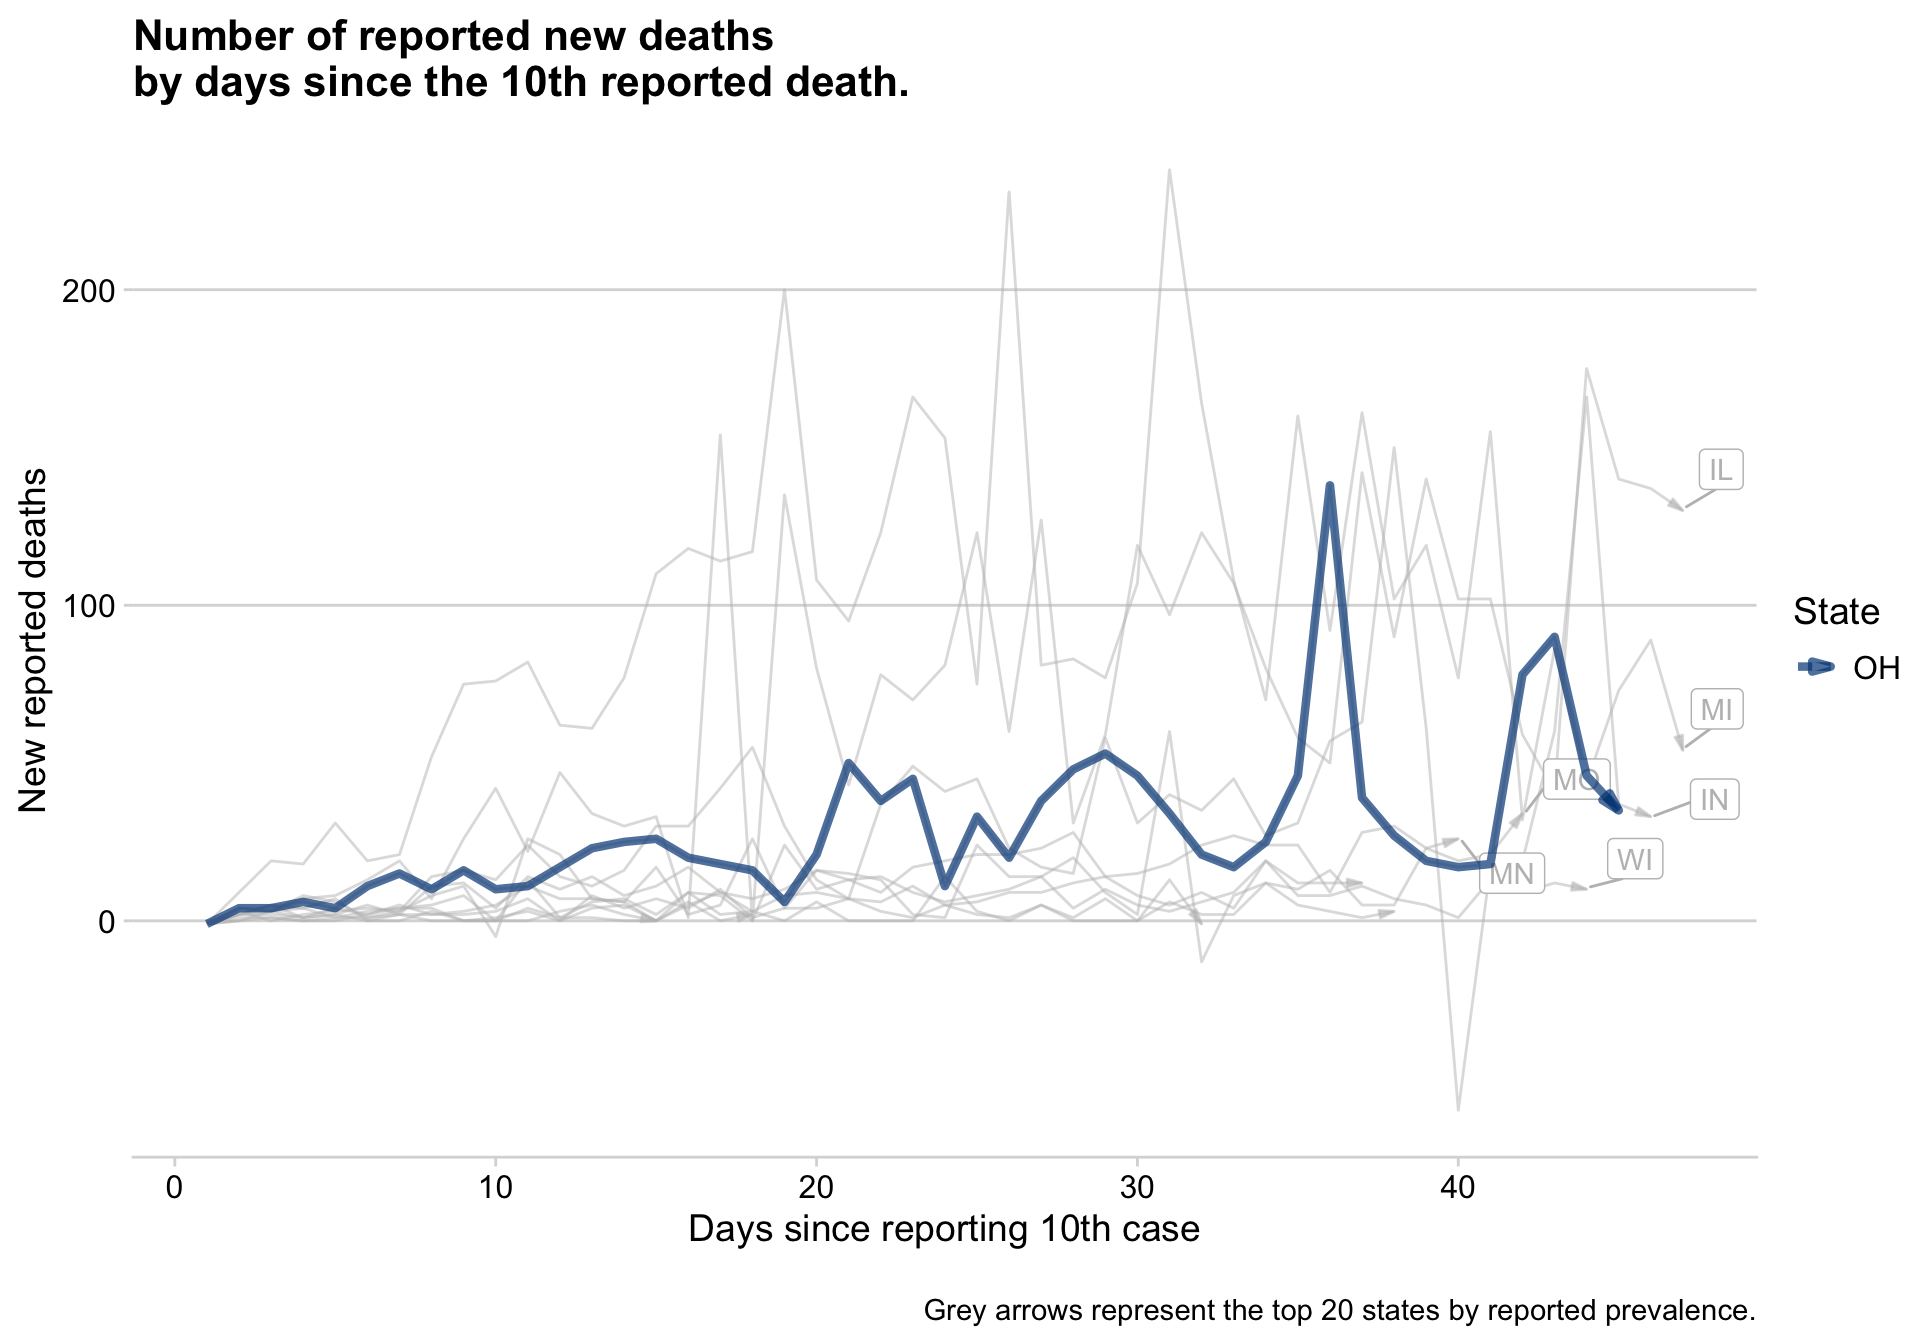 Number of reported new deaths
by days since the 10th reported death.
New reported deaths
200
100
0
IL
MI
MO
IN
WI
MN
State
OH
0 10 20 30 40
Days since reporting 10th case
Grey arrows represent the top 20 states by reported prevalence.